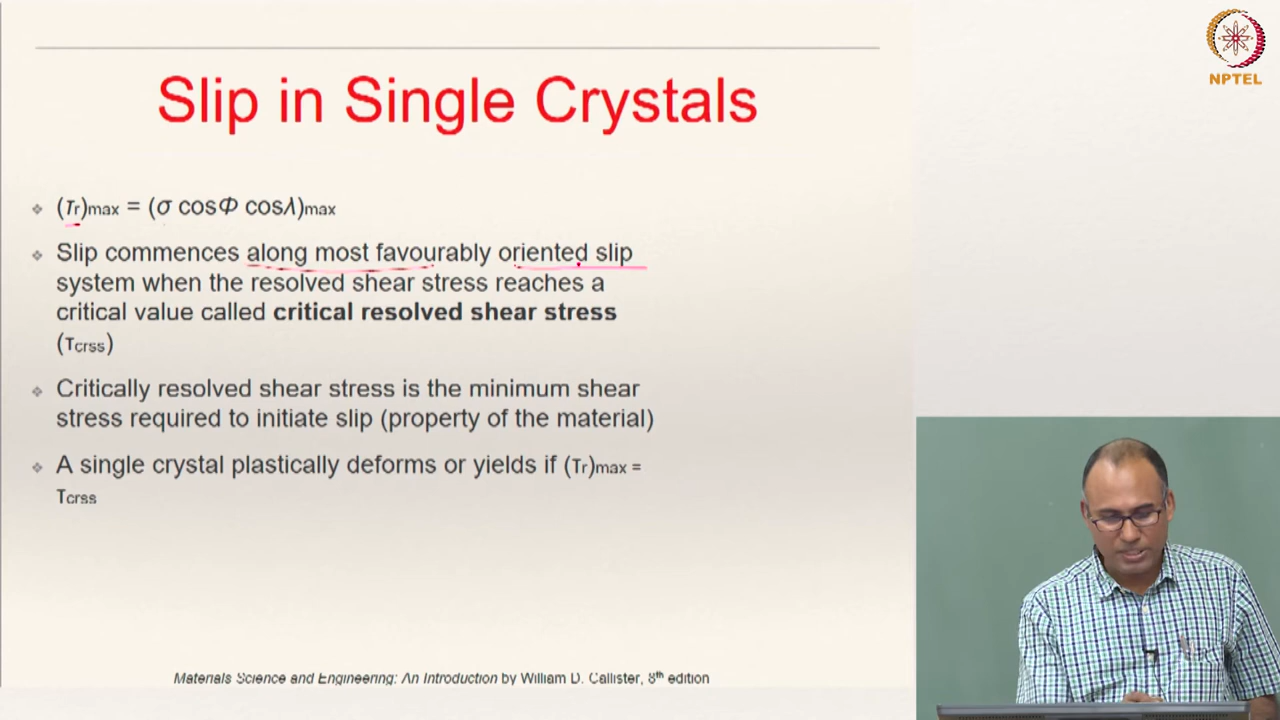 NPTEL
Slip in Single Crystals
❖ (τr)max = (σ cosΦ cosλ)max
❖ Slip commences along most favourably oriented slip
system when the resolved shear stress reaches a
critical value called critical resolved shear stress
(τcrss)
❖ Critically resolved shear stress is the minimum shear
stress required to initiate slip (property of the material)
❖ A single crystal plastically deforms or yields if (τr)max =
τcrss
Materials Science and Engineering: An Introduction by William D. Callister, 8th edition